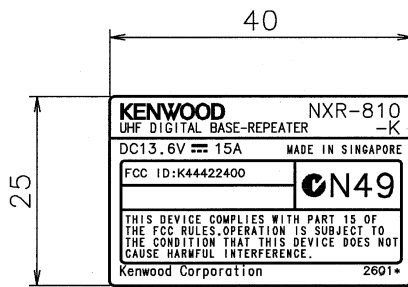 40
25
KENWOOD NXR-810
UHF DIGITAL BASE-REPEATER -K
DC13.6V 15A MADE IN SINGAPORE
FCC ID:K44422400
N49
THIS DEVICE COMPLIES WITH PART 15 OF
THE FCC RULES.OPERATION IS SUBJECT TO
THE CONDITION THAT THIS DEVICE DOES NOT
CAUSE HARMFUL INTERFERENCE.
Kenwood Corporation 2601*